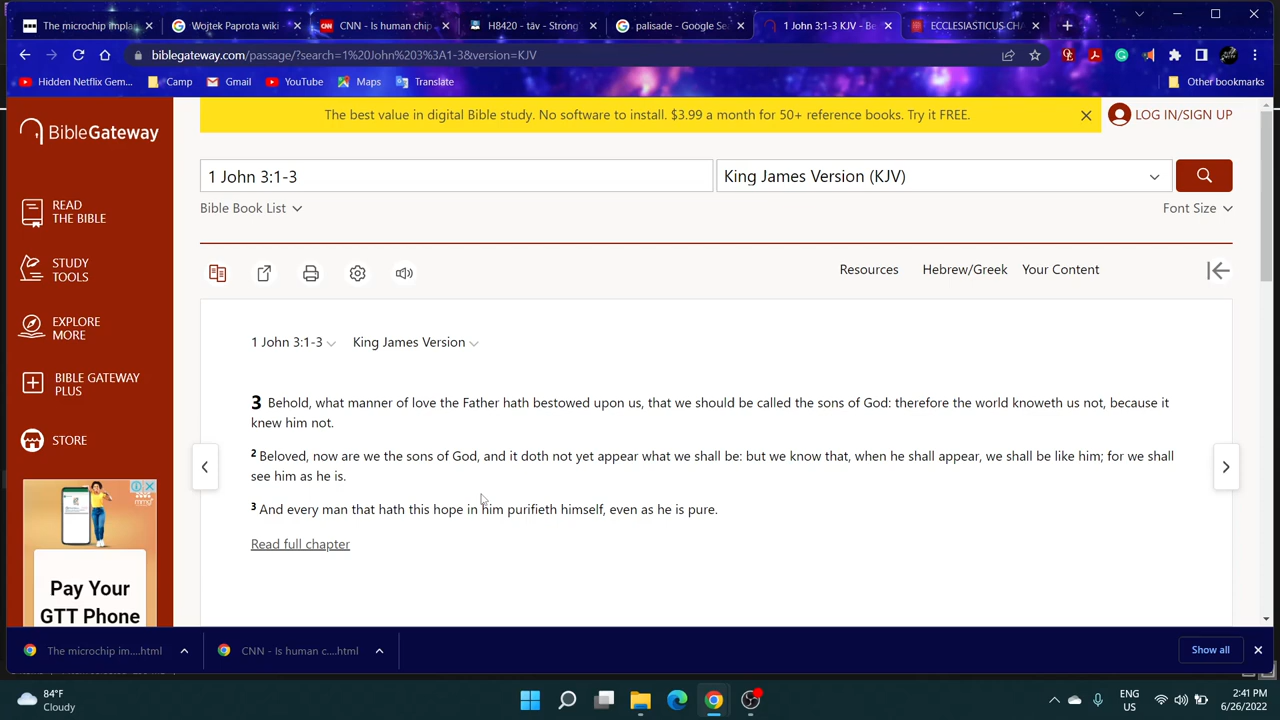 The microchip impla
Wojtek Paprota wiki
CNN - Is human chip
H8420 - tāv - Strong
palisade - Google Se
1 John 3:1-3 KJV - Be
ECCLESIASTICUS-CHA
biblegateway.com/passage/?search=1%20John%203%3A1-3&version=KJV
Hidden Netflix Gem...
Camp
Gmail
YouTube
Maps
Translate
Other bookmarks
BibleGateway
The best value in digital Bible study. No software to install. $3.99 a month for 50+ reference books. Try it FREE.
LOG IN/SIGN UP
1 John 3:1-3
King James Version (KJV)
Bible Book List
Font Size
READ
THE BIBLE
STUDY
TOOLS
EXPLORE
MORE
BIBLE GATEWAY
PLUS
STORE
Resources
Hebrew/Greek
Your Content
1 John 3:1-3
King James Version
3 Behold, what manner of love the Father hath bestowed upon us, that we should be called the sons of God: therefore the world knoweth us not, because it
knew him not.
2 Beloved, now are we the sons of God, and it doth not yet appear what we shall be: but we know that, when he shall appear, we shall be like him; for we shall
see him as he is.
3 And every man that hath this hope in him purifieth himself, even as he is pure.
Read full chapter
Pay Your
GTT Phone
The microchip im....html
CNN - Is human c....html
Show all
84°F
Cloudy
ENG
US
2:41 PM
6/26/2022